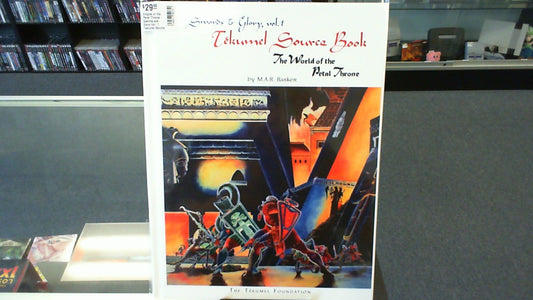 $29.99
Swords & Glory, vol. 1
Tékumel Source Book
The World of the
Petal Throne
by M.A.R. Barker
The Tékumel Foundation